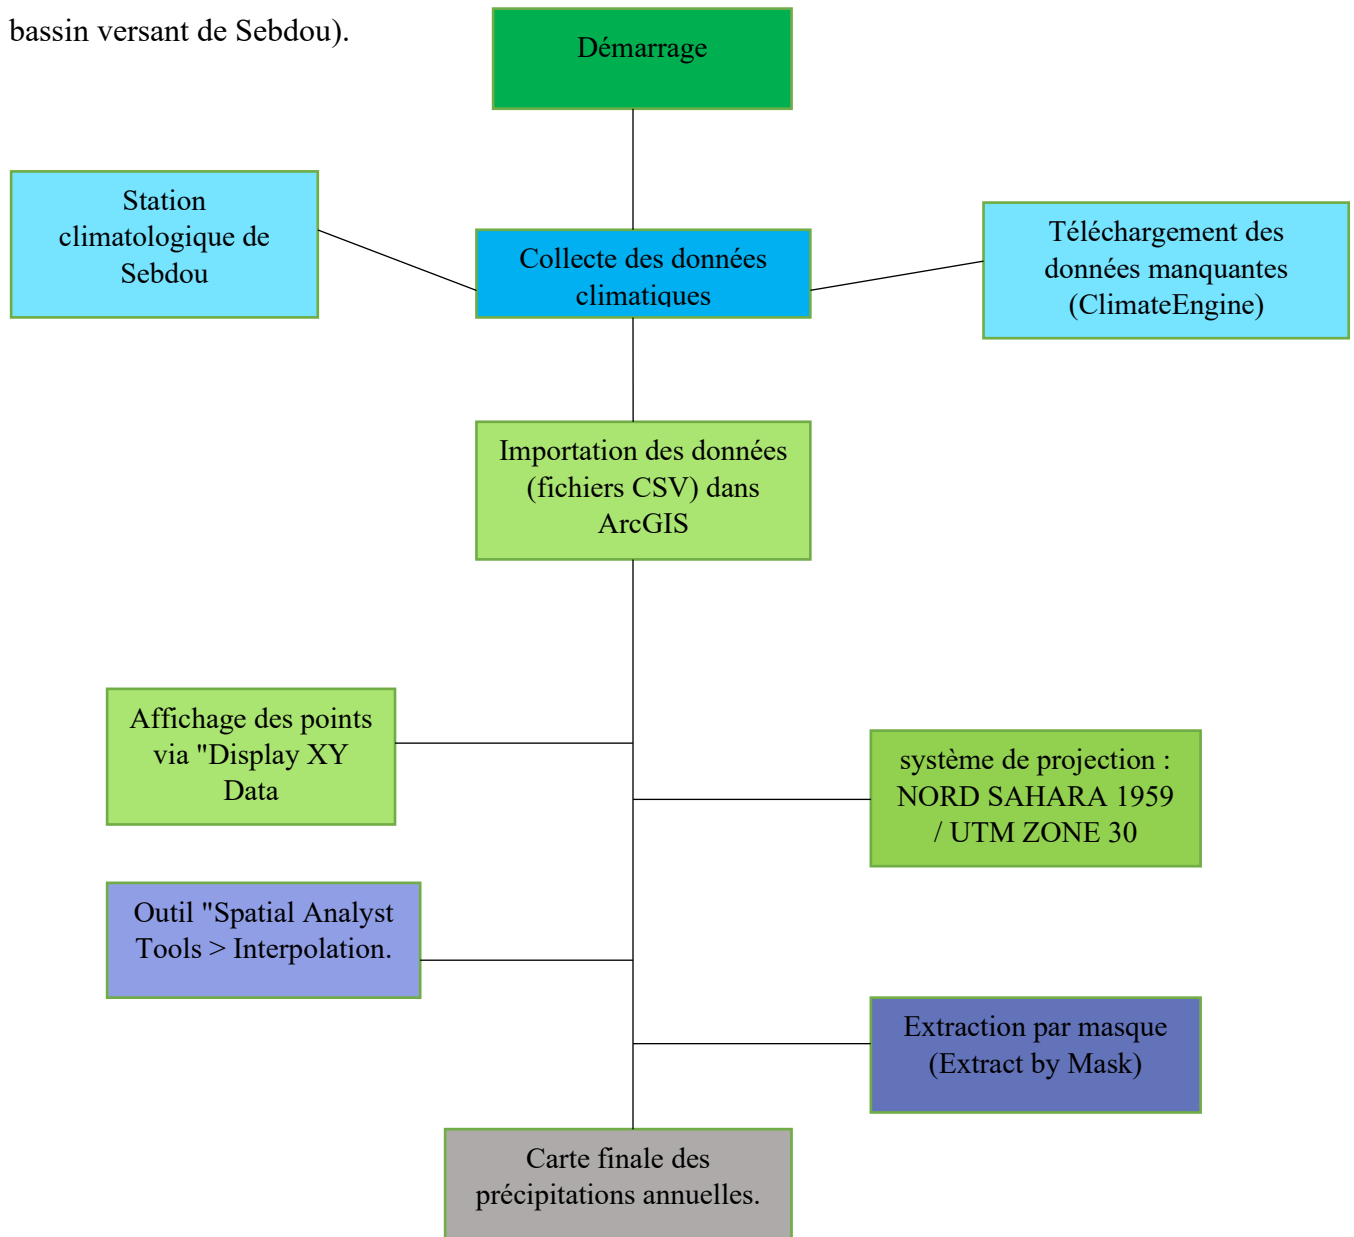 bassin versant de Sebdou).
Démarrage
Station
climatologique de
Sebdou
Collecte des données
climatiques
Téléchargement des
données manquantes
(ClimateEngine)
Importation des données
(fichiers CSV) dans
ArcGIS
Affichage des points
via "Display XY
Data
système de projection :
NORD SAHARA 1959
/ UTM ZONE 30
Outil "Spatial Analyst
Tools > Interpolation.
Extraction par masque
(Extract by Mask)
Carte finale des
précipitations annuelles.